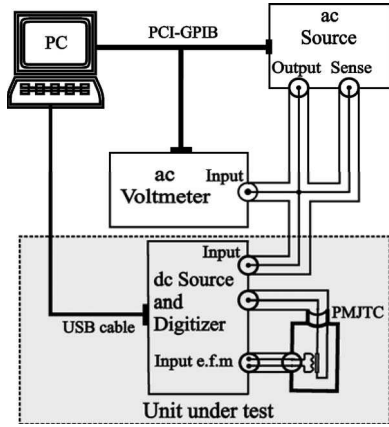 PC
PCI-GPIB
ac
Source
Output Sense
ac
Voltmeter
Input
Input
dc Source
and
Digitizer
USB cable
PMJTC
Input e.f.m
Unit under test